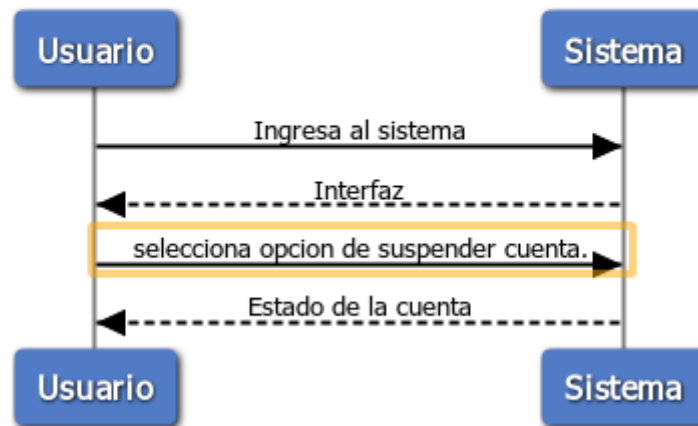 Usuario
Sistema
Ingresa al sistema
Interfaz
selecciona opcion de suspender cuenta.
Estado de la cuenta
Usuario
Sistema